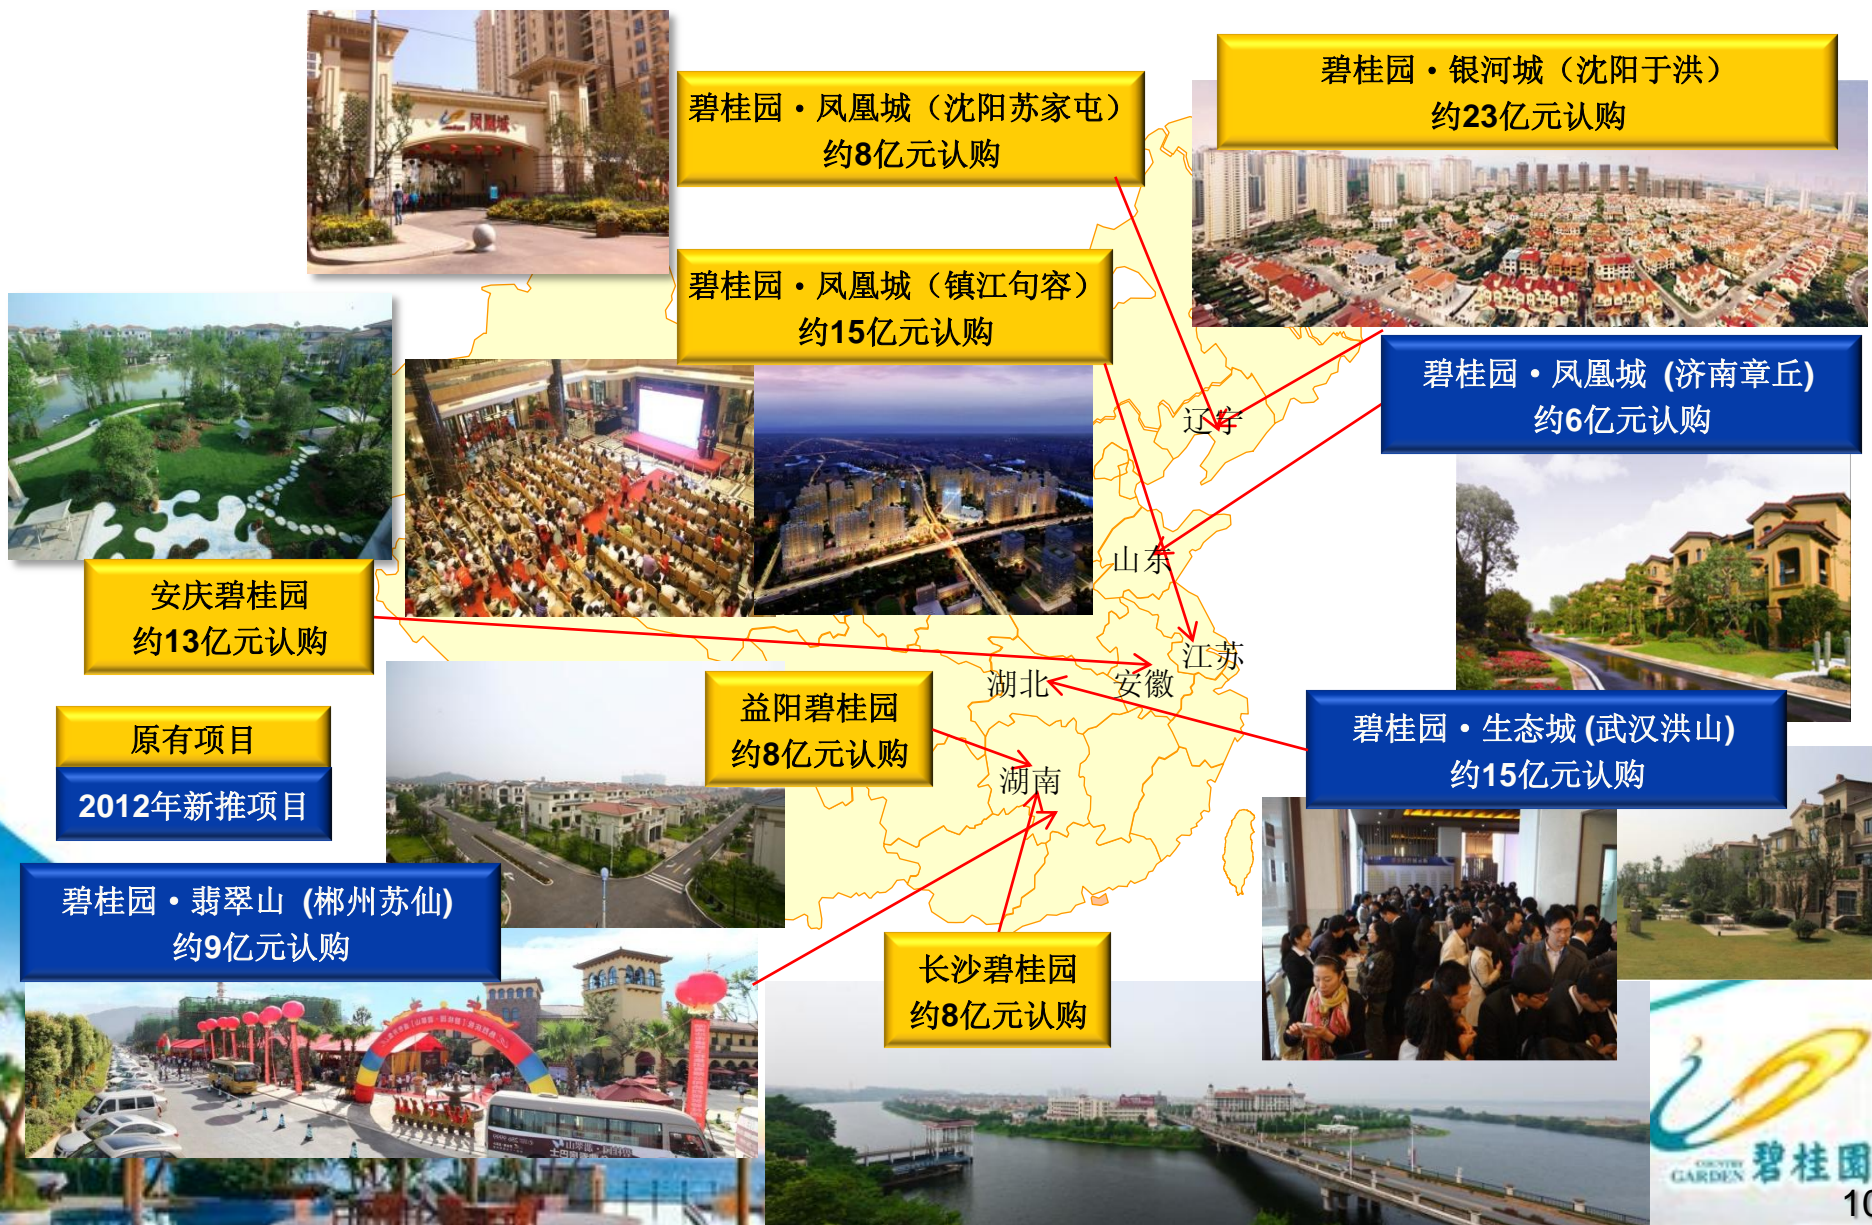 凤凰城
碧桂园·凤凰城（沈阳苏家屯）
约8亿元认购
碧桂园·银河城（沈阳于洪）
约23亿元认购
碧桂园·凤凰城（镇江句容）
约15亿元认购
碧桂园·凤凰城 (济南章丘)
约6亿元认购
辽宁
山东
安庆碧桂园
约13亿元认购
江苏
安徽
湖北
益阳碧桂园
约8亿元认购
碧桂园·生态城 (武汉洪山)
约15亿元认购
原有项目
2012年新推项目
湖南
碧桂园·翡翠山 (郴州苏仙)
约9亿元认购
长沙碧桂园
约8亿元认购
COUNTRY
GARDEN
碧桂園
10